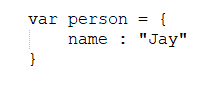 var person = {
    name : "Jay"
}